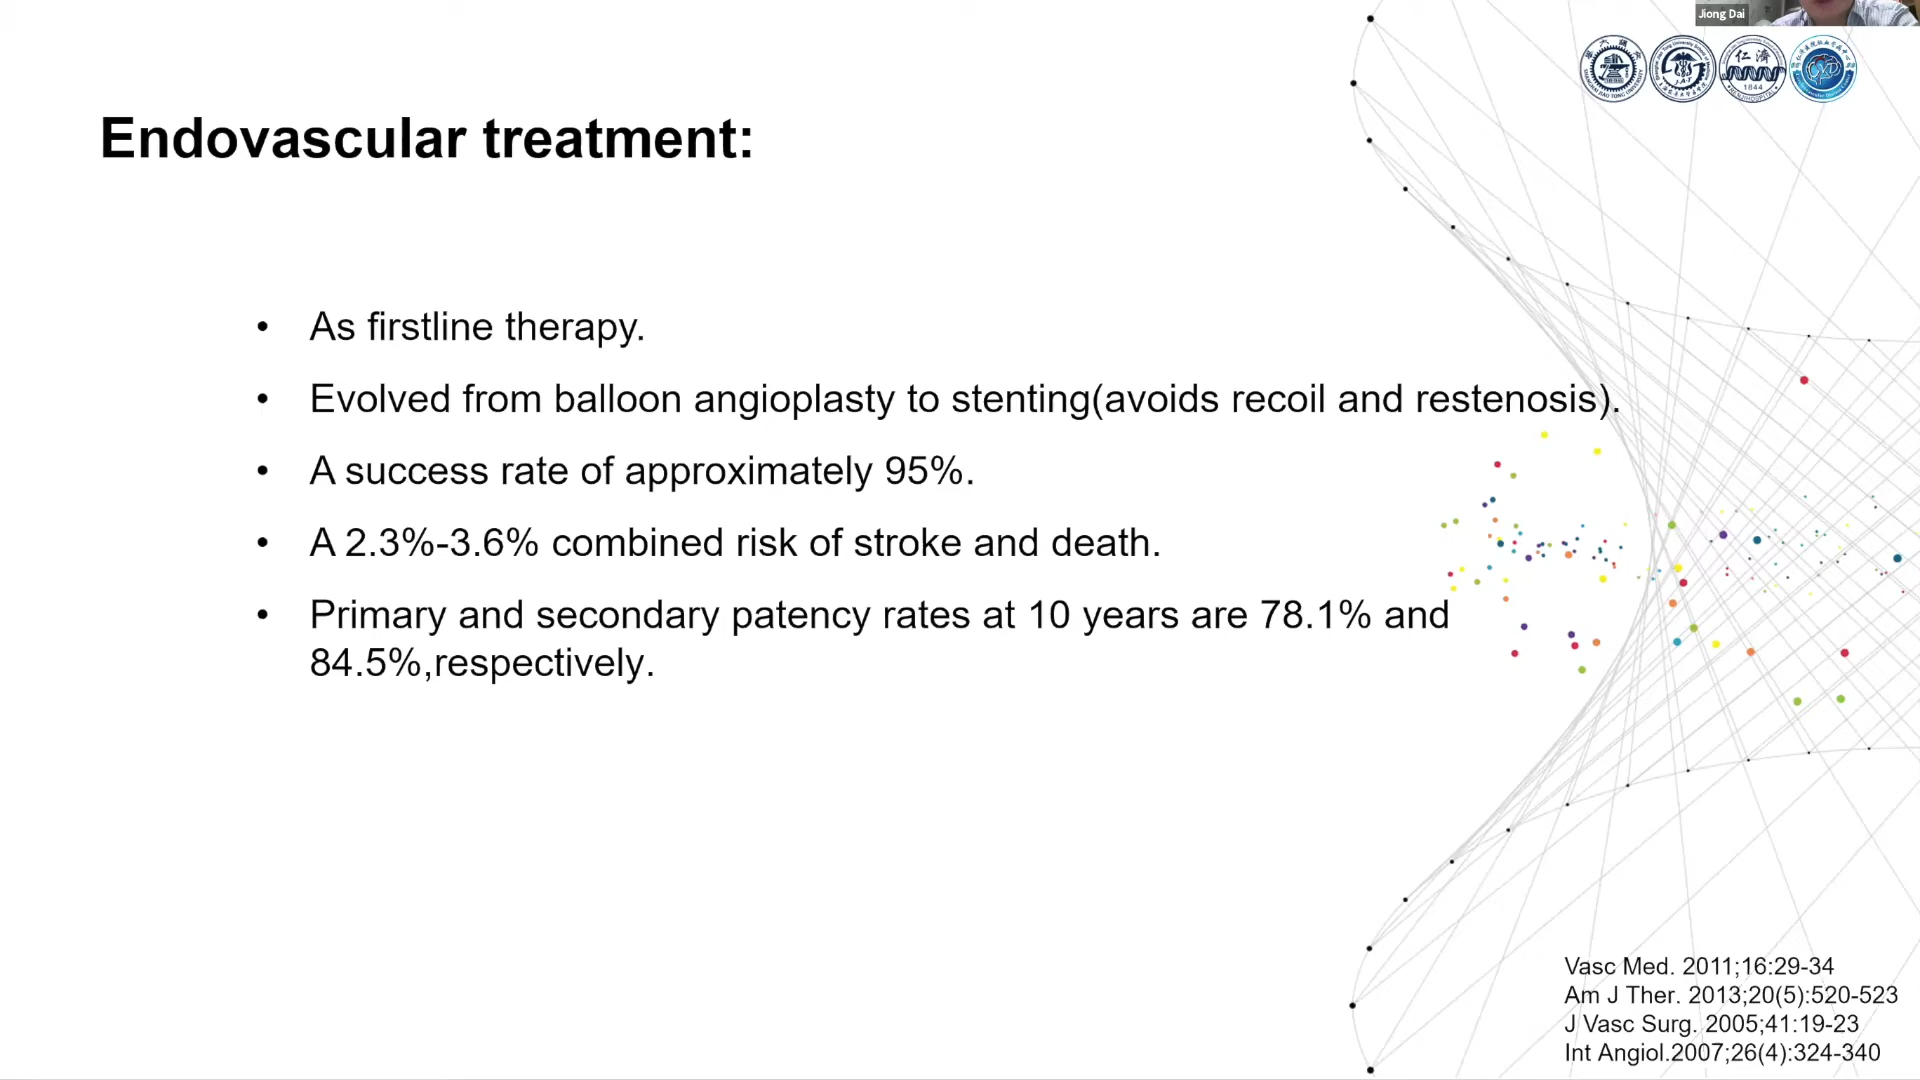 Jiong Dai
仁濟
1844
Endovascular treatment:
• As firstline therapy.
• Evolved from balloon angioplasty to stenting(avoids recoil and restenosis).
• A success rate of approximately 95%.
• A 2.3%-3.6% combined risk of stroke and death.
• Primary and secondary patency rates at 10 years are 78.1% and
84.5%,respectively.
Vasc Med. 2011;16:29-34
Am J Ther. 2013;20(5):520-523
J Vasc Surg. 2005;41:19-23
Int Angiol.2007;26(4):324-340